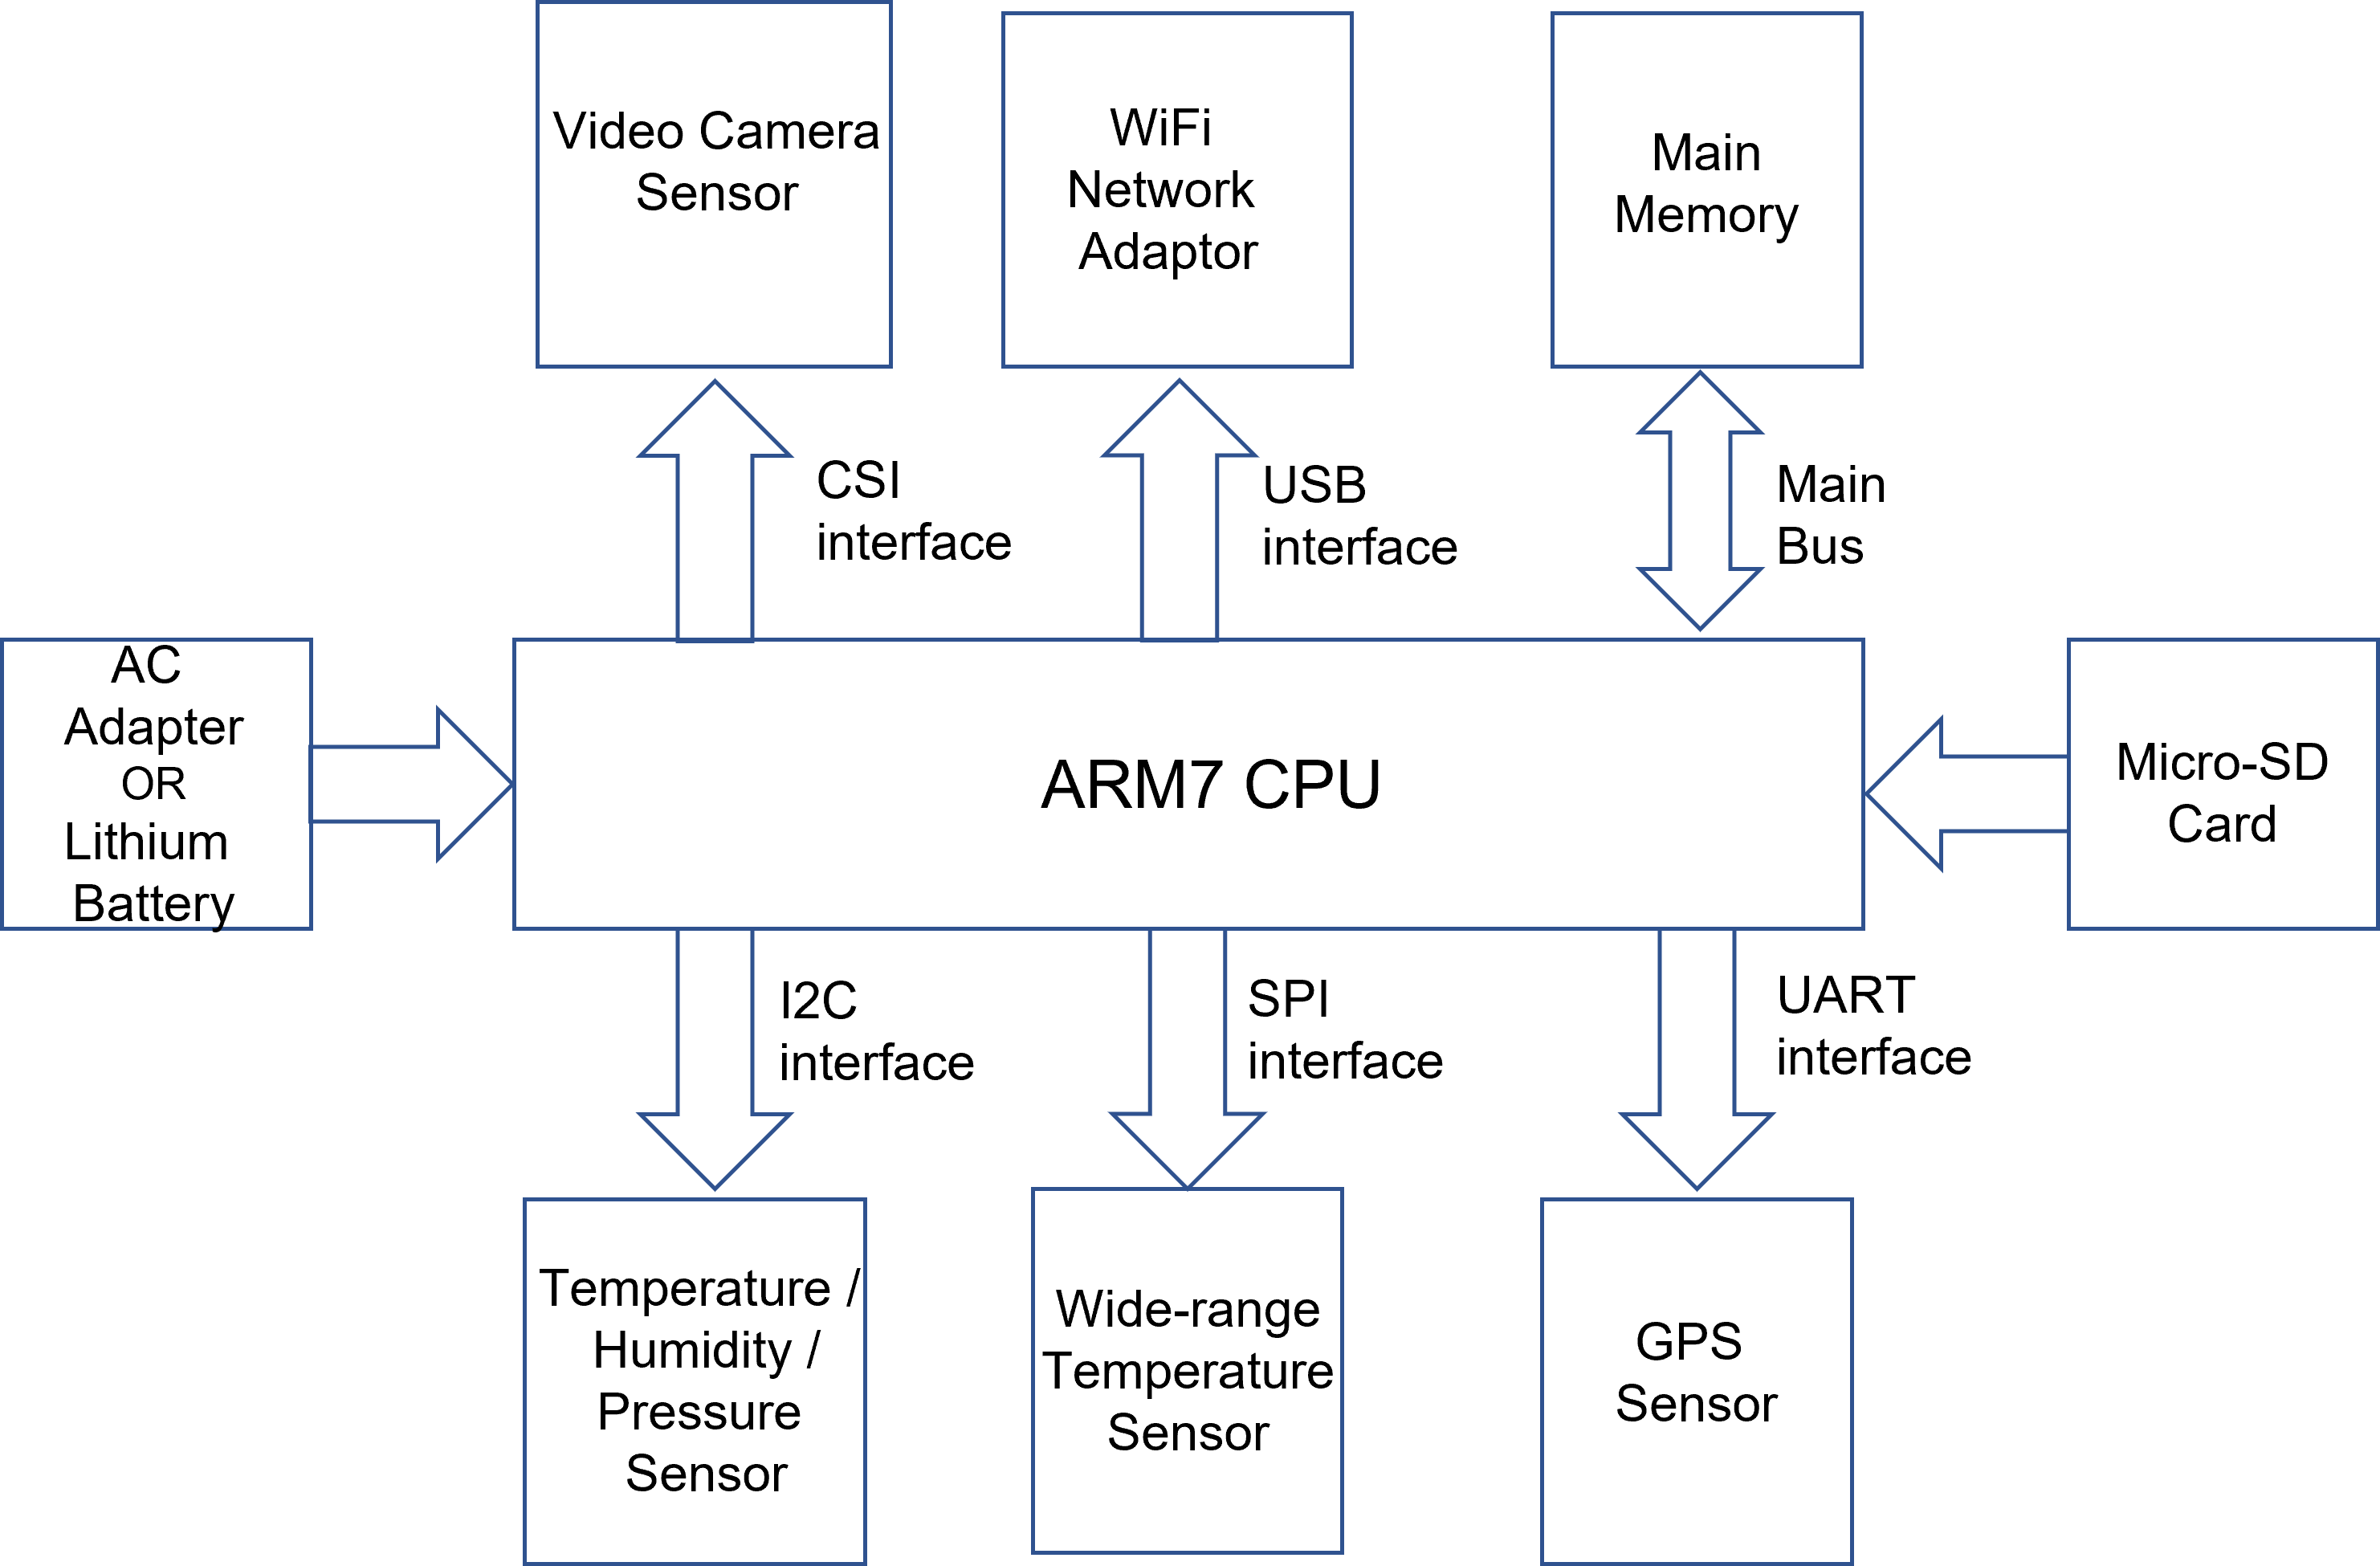 Video Camera
Sensor
WiFi
Network
Adaptor
Main
Memory
CSI
interface
USB
interface
Main
Bus
AC
Adapter
OR
Lithium
Battery
ARM7 CPU
Micro-SD
Card
I2C
interface
SPI
interface
UART
interface
Temperature /
Humidity /
Pressure
Sensor
Wide-range
Temperature
Sensor
GPS
Sensor